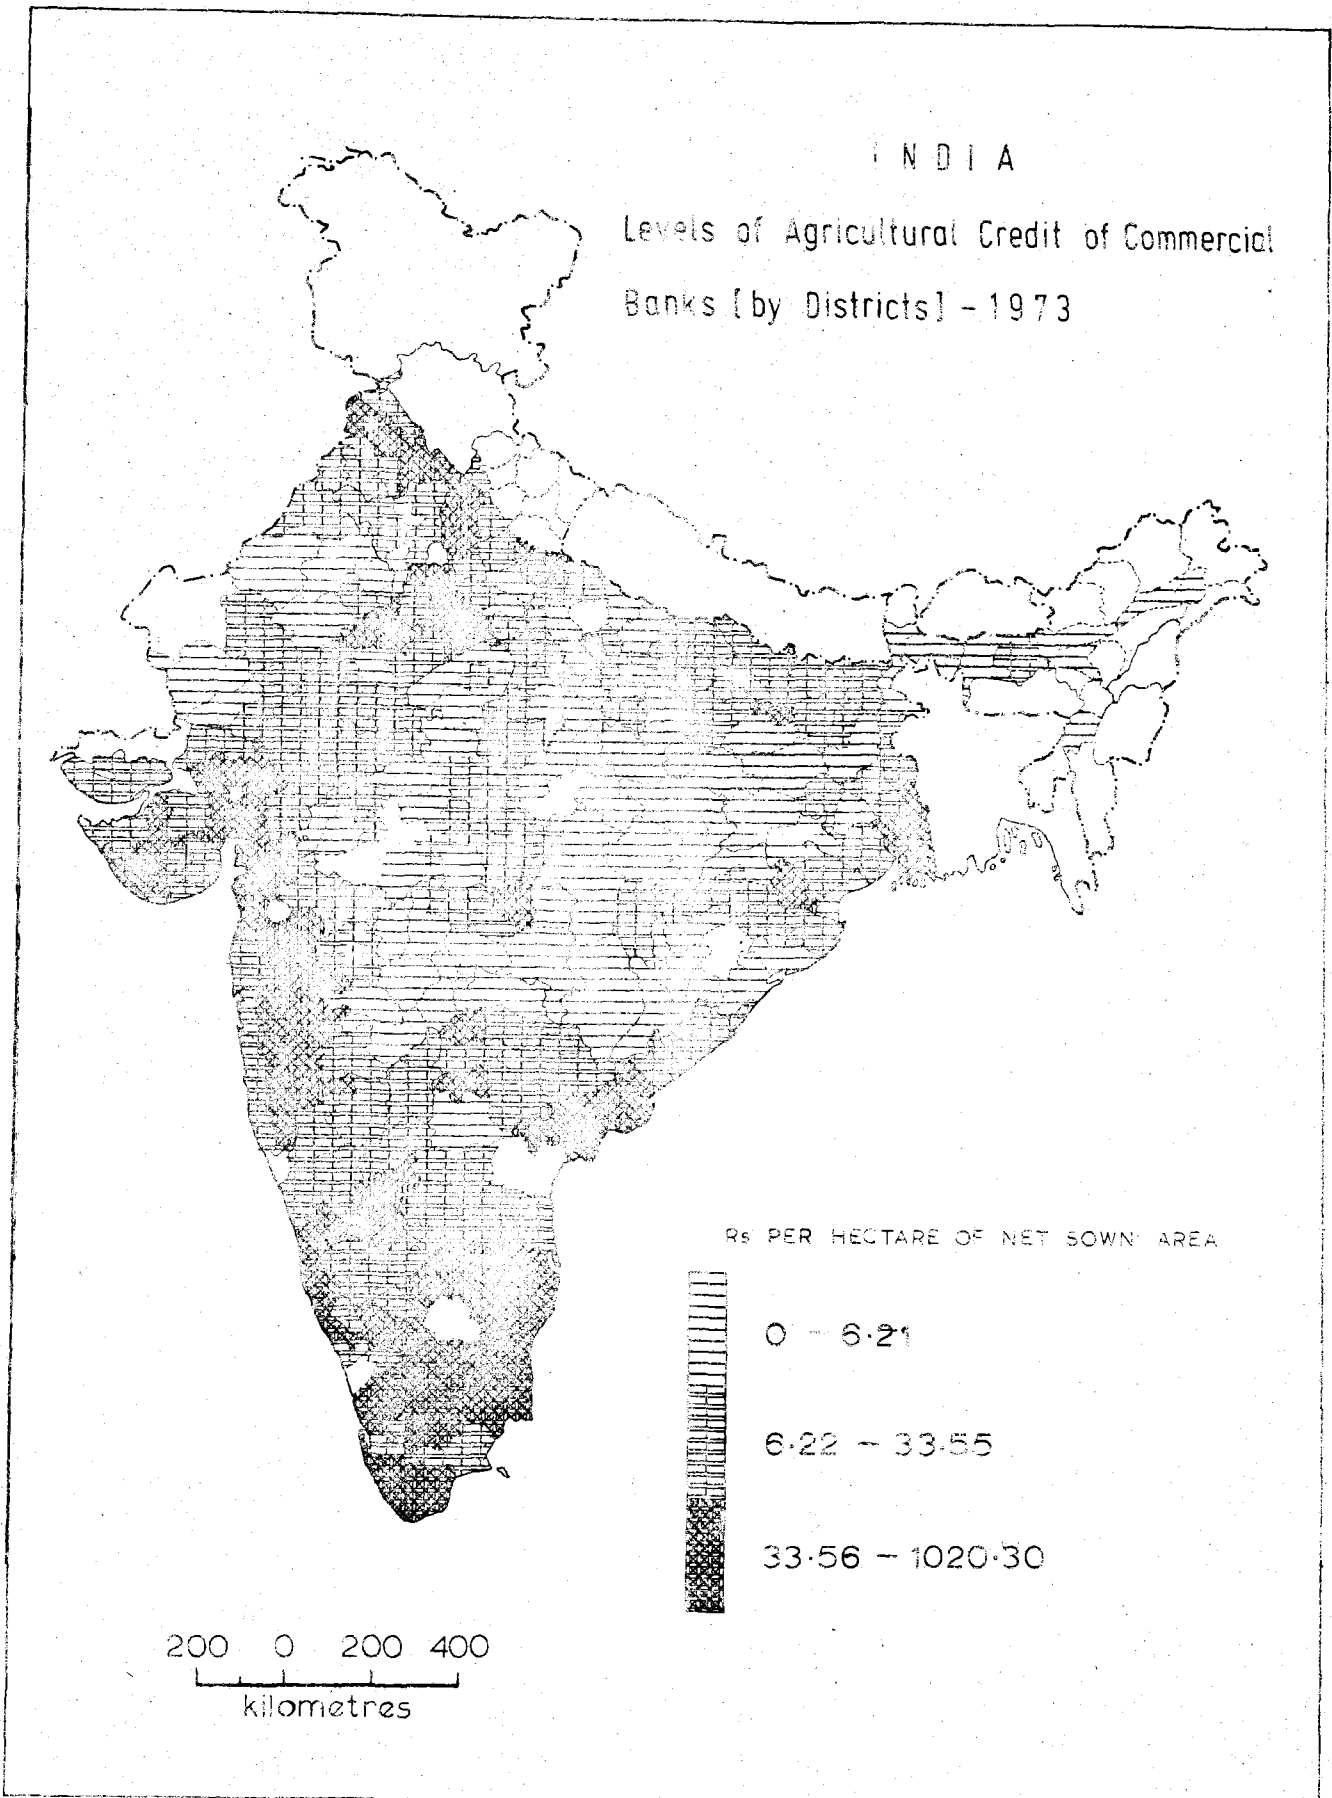 INDIA
Levels of Agricultural Credit of Commercial
Banks [by Districts] - 1973
Rs PER HECTARE OF NET SOWN AREA
0 - 6.21
6.22 - 33.55
33.56 - 1020.30
200 0 200 400
kilometres